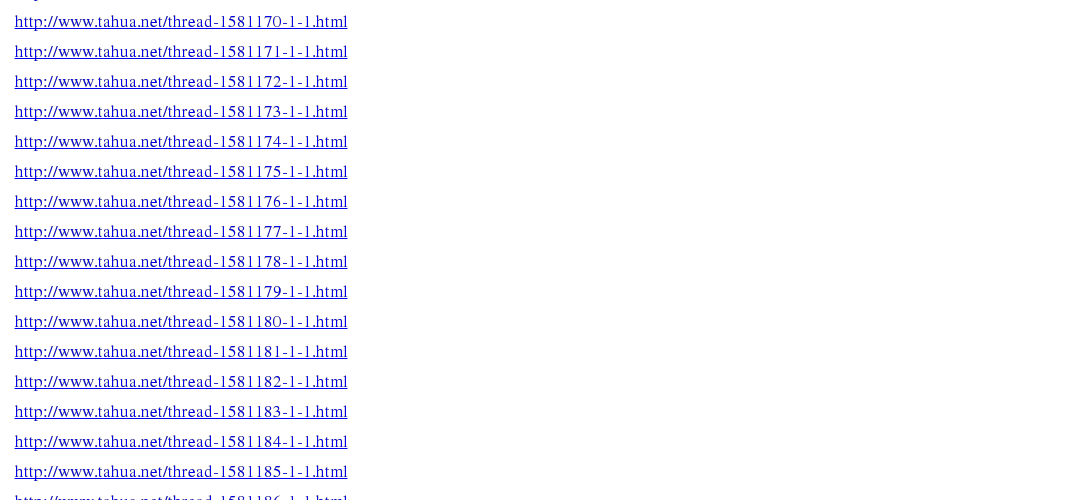 http://www.tahua.net/thread-1581170-1-1.html
http://www.tahua.net/thread-1581171-1-1.html
http://www.tahua.net/thread-1581172-1-1.html
http://www.tahua.net/thread-1581173-1-1.html
http://www.tahua.net/thread-1581174-1-1.html
http://www.tahua.net/thread-1581175-1-1.html
http://www.tahua.net/thread-1581176-1-1.html
http://www.tahua.net/thread-1581177-1-1.html
http://www.tahua.net/thread-1581178-1-1.html
http://www.tahua.net/thread-1581179-1-1.html
http://www.tahua.net/thread-1581180-1-1.html
http://www.tahua.net/thread-1581181-1-1.html
http://www.tahua.net/thread-1581182-1-1.html
http://www.tahua.net/thread-1581183-1-1.html
http://www.tahua.net/thread-1581184-1-1.html
http://www.tahua.net/thread-1581185-1-1.html